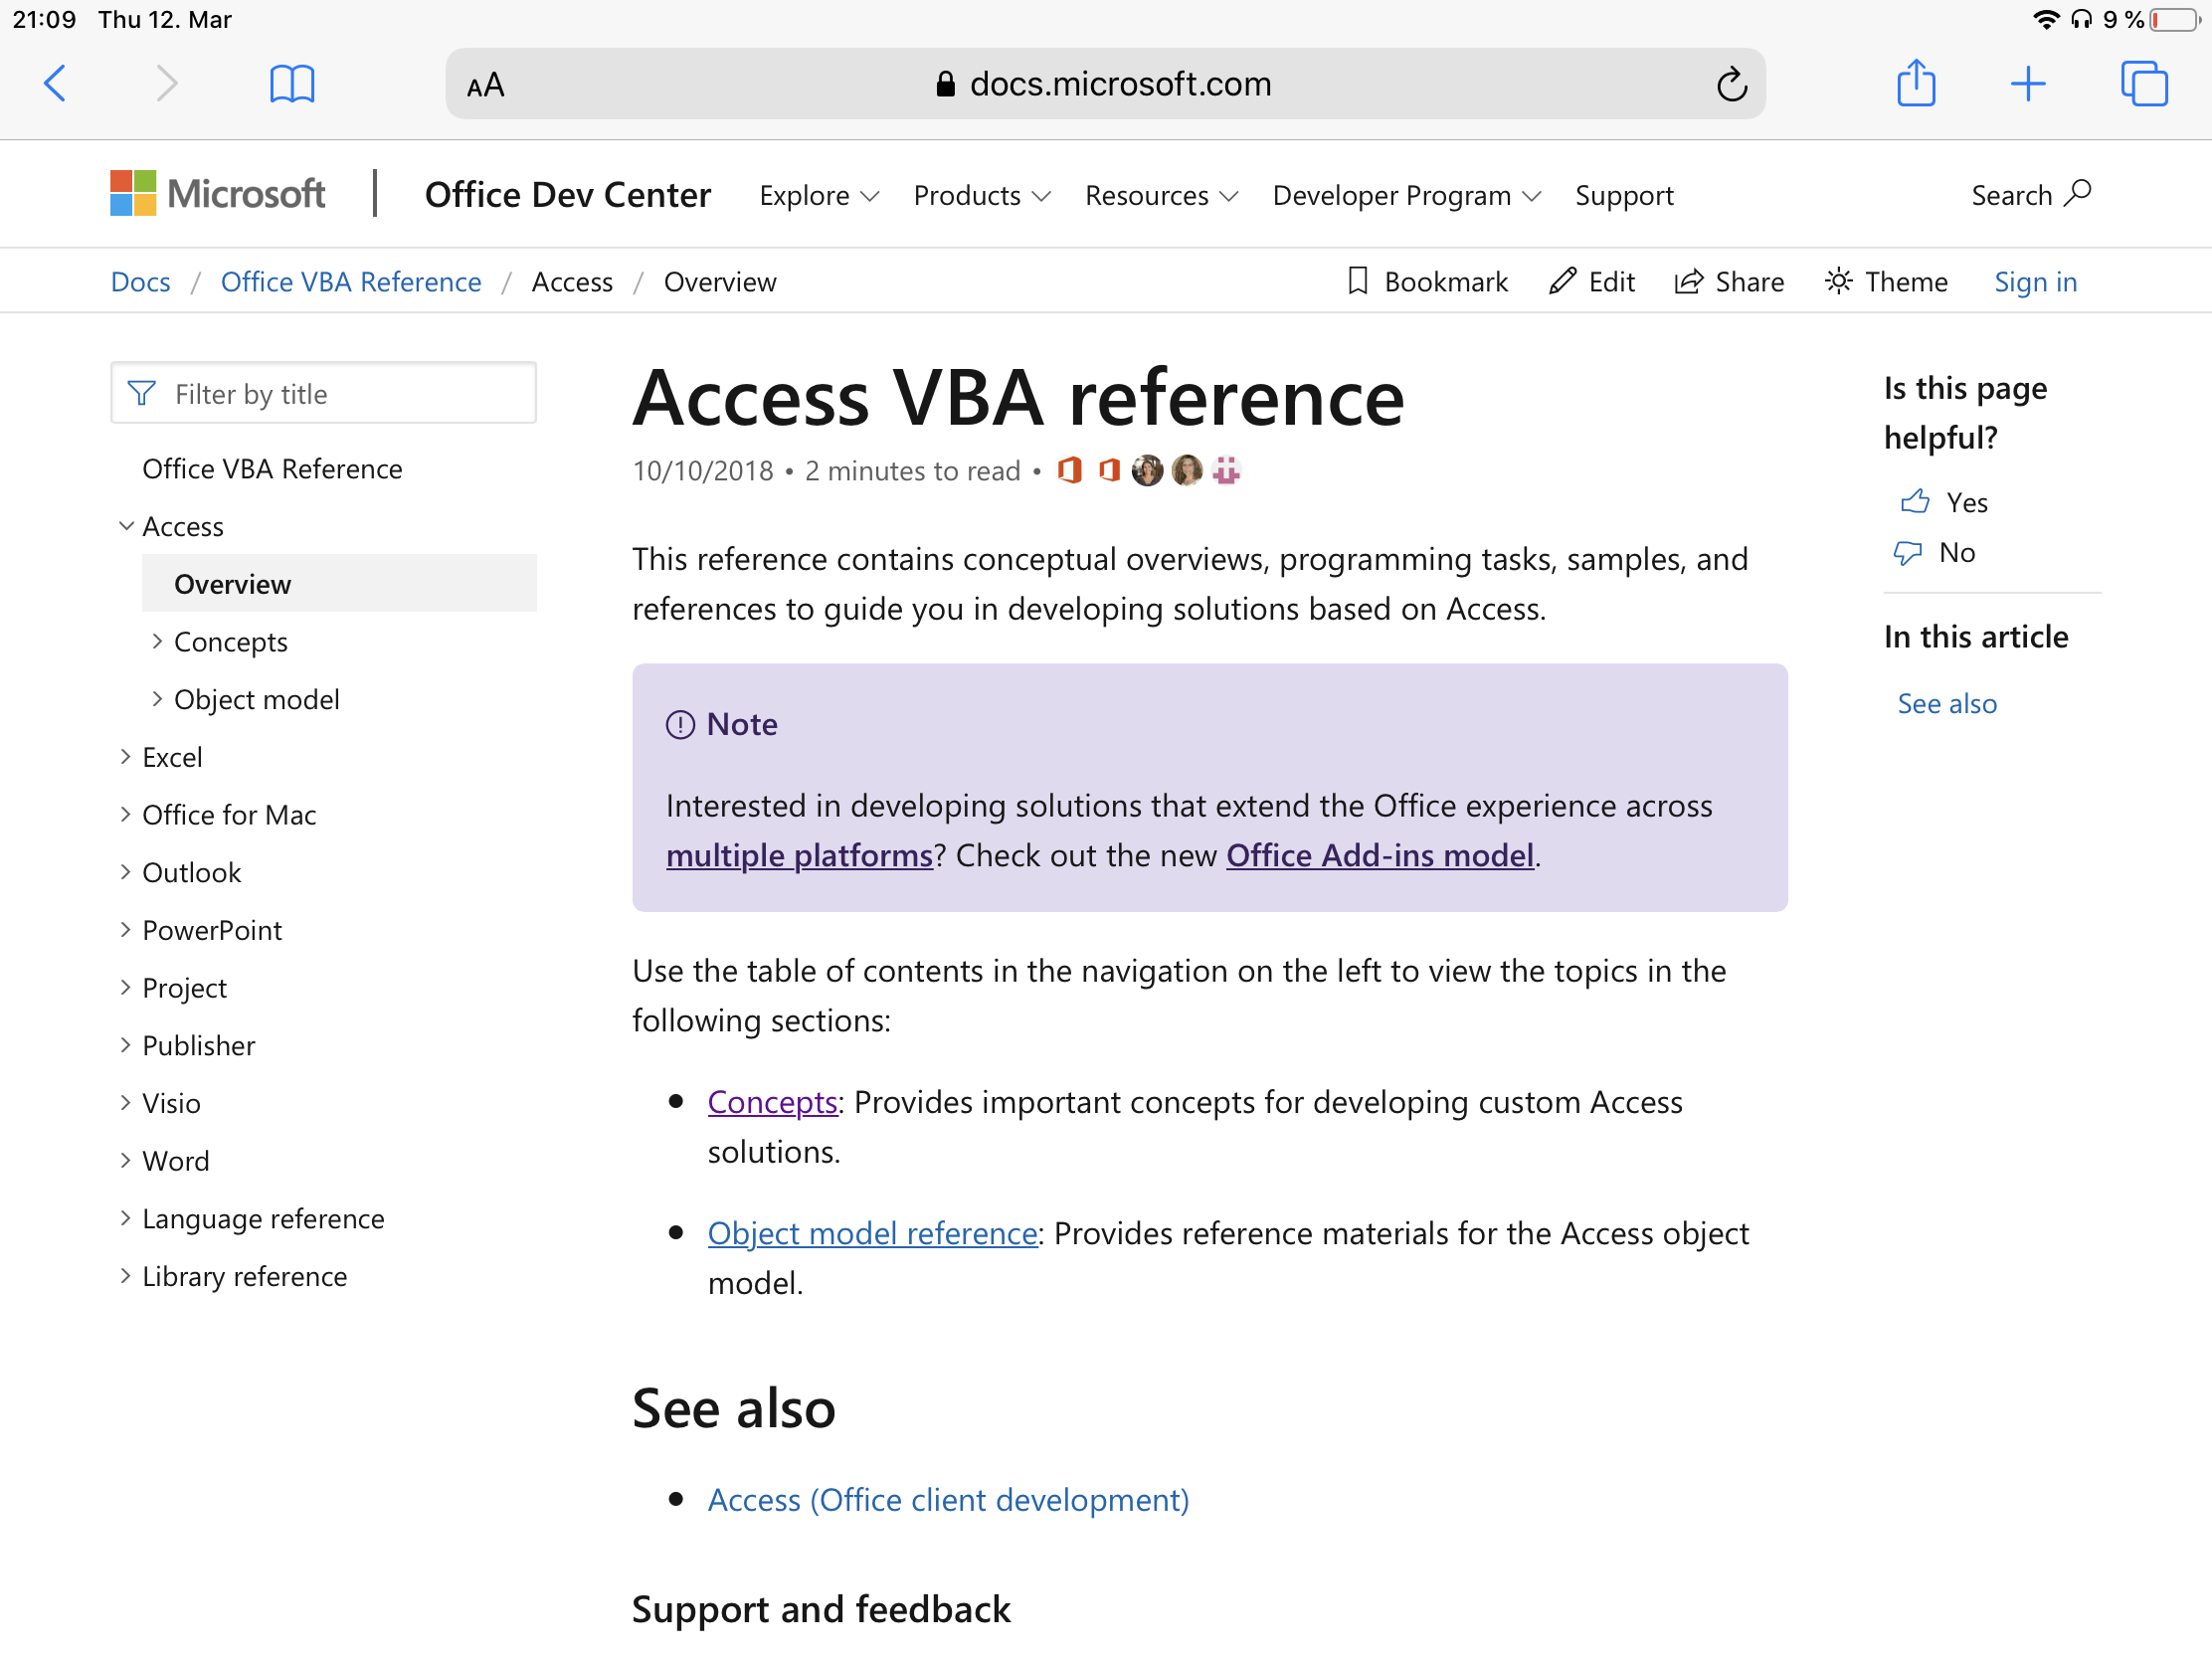 21:09 Thu 12. Mar 9 %
AA docs.microsoft.com
Microsoft Office Dev Center Explore Products Resources Developer Program Support Search
Docs / Office VBA Reference / Access / Overview Bookmark Edit Share Theme Sign in
Filter by title
Office VBA Reference
Access
Overview
Concepts
Object model
Excel
Office for Mac
Outlook
PowerPoint
Project
Publisher
Visio
Word
Language reference
Library reference
Access VBA reference
10/10/2018 • 2 minutes to read •
This reference contains conceptual overviews, programming tasks, samples, and
references to guide you in developing solutions based on Access.
Note
Interested in developing solutions that extend the Office experience across
multiple platforms? Check out the new Office Add-ins model.
Use the table of contents in the navigation on the left to view the topics in the
following sections:
• Concepts: Provides important concepts for developing custom Access
solutions.
• Object model reference: Provides reference materials for the Access object
model.
See also
• Access (Office client development)
Support and feedback
Is this page
helpful?
Yes
No
In this article
See also